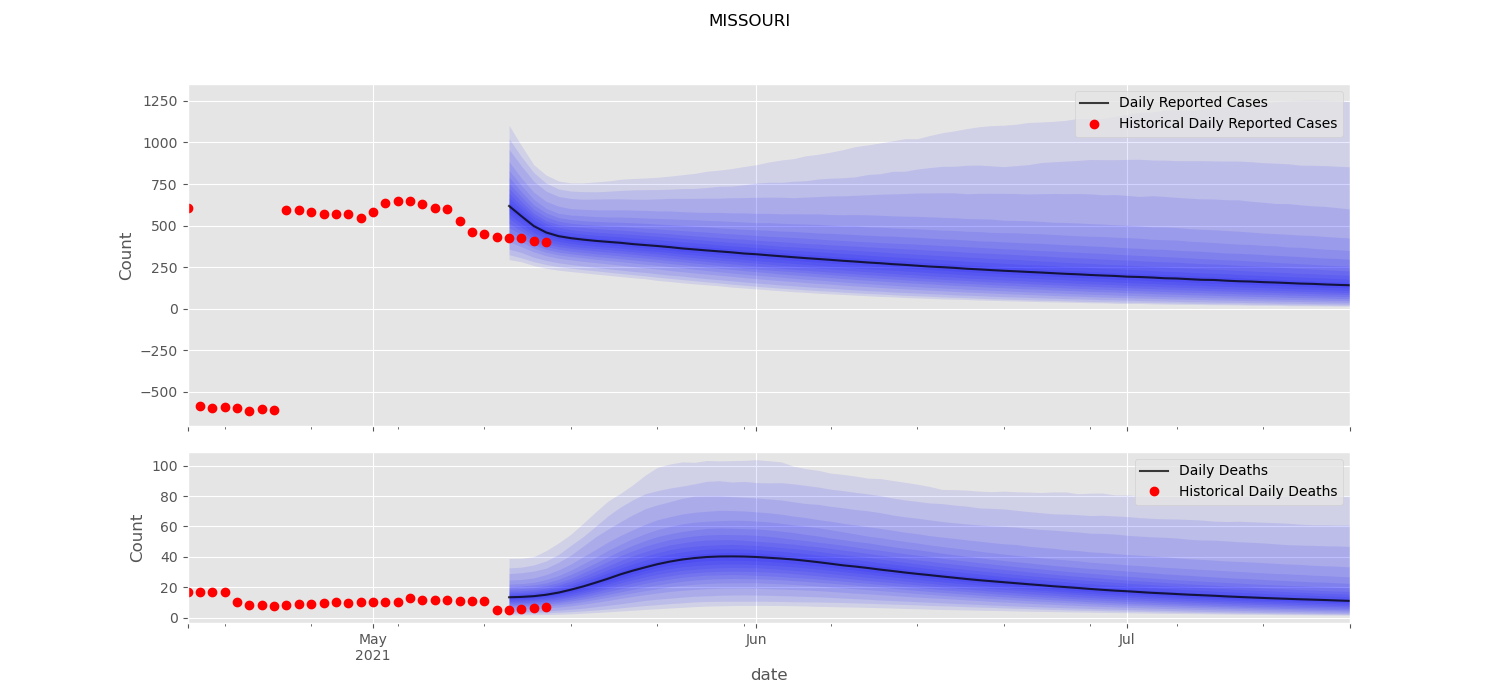 MISSOURI
1250
1000
750
500
250
0
−250
−500
Count
Daily Reported Cases
Historical Daily Reported Cases
100
80
60
40
20
0
Count
Daily Deaths
Historical Daily Deaths
May
2021
Jun
Jul
date